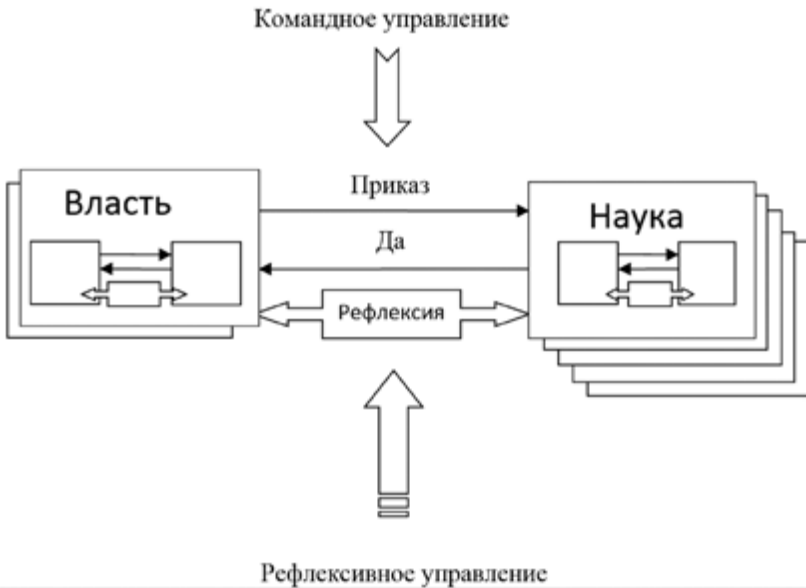 Командное управление
Приказ
Власть
Наука
Да
Рефлексия
Рефлексивное управление